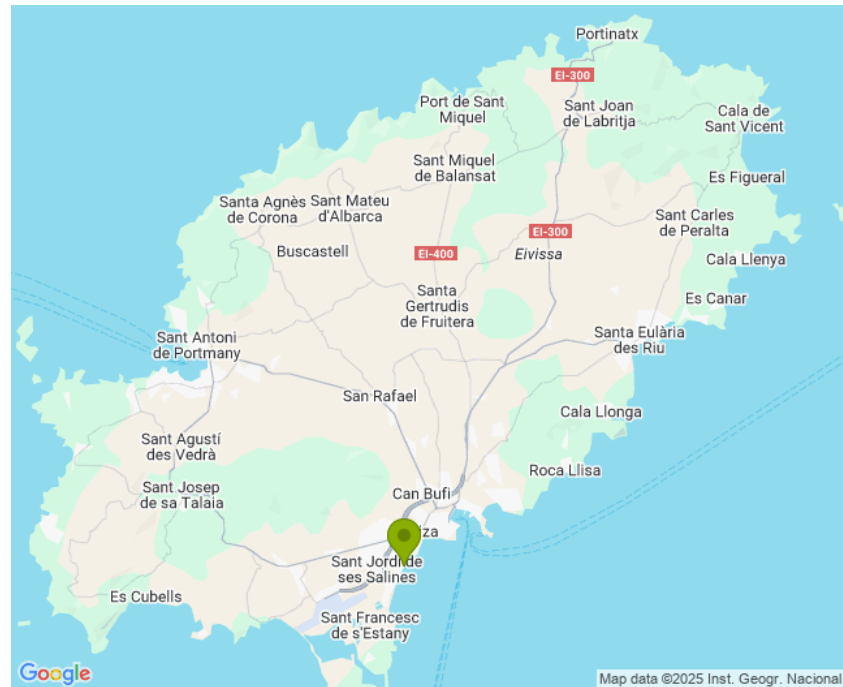 Portinatx
EI-300
Port de Sant
Miquel
Sant Joan
de Labritja
Cala de
Sant Vicent
Sant Miquel
de Balansat
Es Figueral
Santa Agnès
de Corona
Sant Mateu
d'Albarca
Sant Carles
de Peralta
EI-300
Buscastell
EI-400
Eivissa
Cala Llenya
Santa
Gertrudis
de Fruitera
Es Canar
Sant Antoni
de Portmany
Santa Eulària
des Riu
San Rafael
Cala Llonga
Sant Agustí
des Vedrà
Roca Llisa
Sant Josep
de sa Talaia
Can Bufi
Sant Jordi de
ses Salines
Es Cubells
Sant Francesc
de s'Estany
Google
Map data ©2025 Inst. Geogr. Nacional